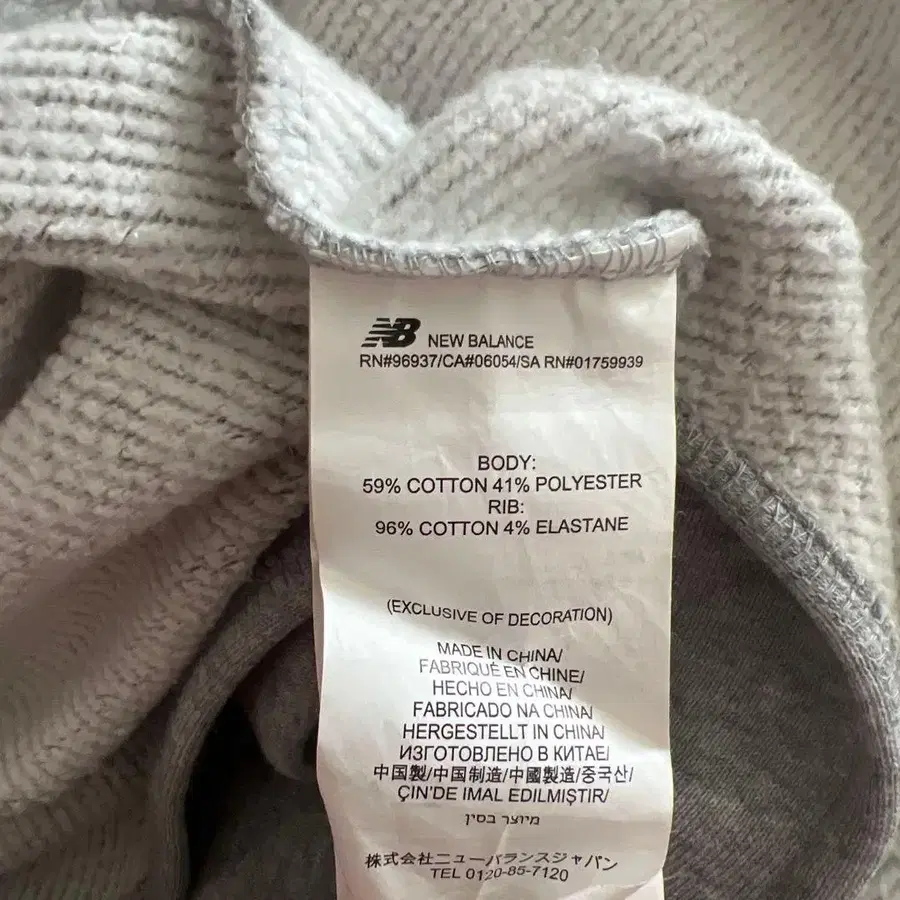 NB NEW BALANCE
RN#96937/CA#06054/SA RN#01759939
BODY:
59% COTTON 41% POLYESTER
RIB:
96% COTTON 4% ELASTANE
(EXCLUSIVE OF DECORATION)
MADE IN CHINA/
FABRIQUÉ EN CHINE/
HECHO EN CHINA/
FABRICADO NA CHINA/
HERGESTELLT IN CHINA/
ИЗГОТОВЛЕНО В КИТАЕ/
中国製/中国制造/中國製造/중국산/
ÇIN'DE IMAL EDILMIŞTIR/
מיוצר בסין
株式会社ニューバランスジャパン
TEL 0120-85-7120